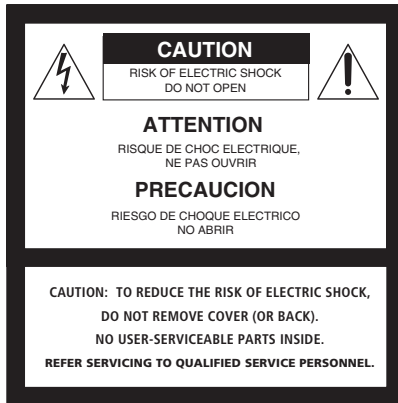 CAUTION
RISK OF ELECTRIC SHOCK
DO NOT OPEN
ATTENTION
RISQUE DE CHOC ELECTRIQUE,
NE PAS OUVRIR
PRECAUCION
RIESGO DE CHOQUE ELECTRICO
NO ABRIR
CAUTION: TO REDUCE THE RISK OF ELECTRIC SHOCK,
DO NOT REMOVE COVER (OR BACK).
NO USER-SERVICEABLE PARTS INSIDE.
REFER SERVICING TO QUALIFIED SERVICE PERSONNEL.